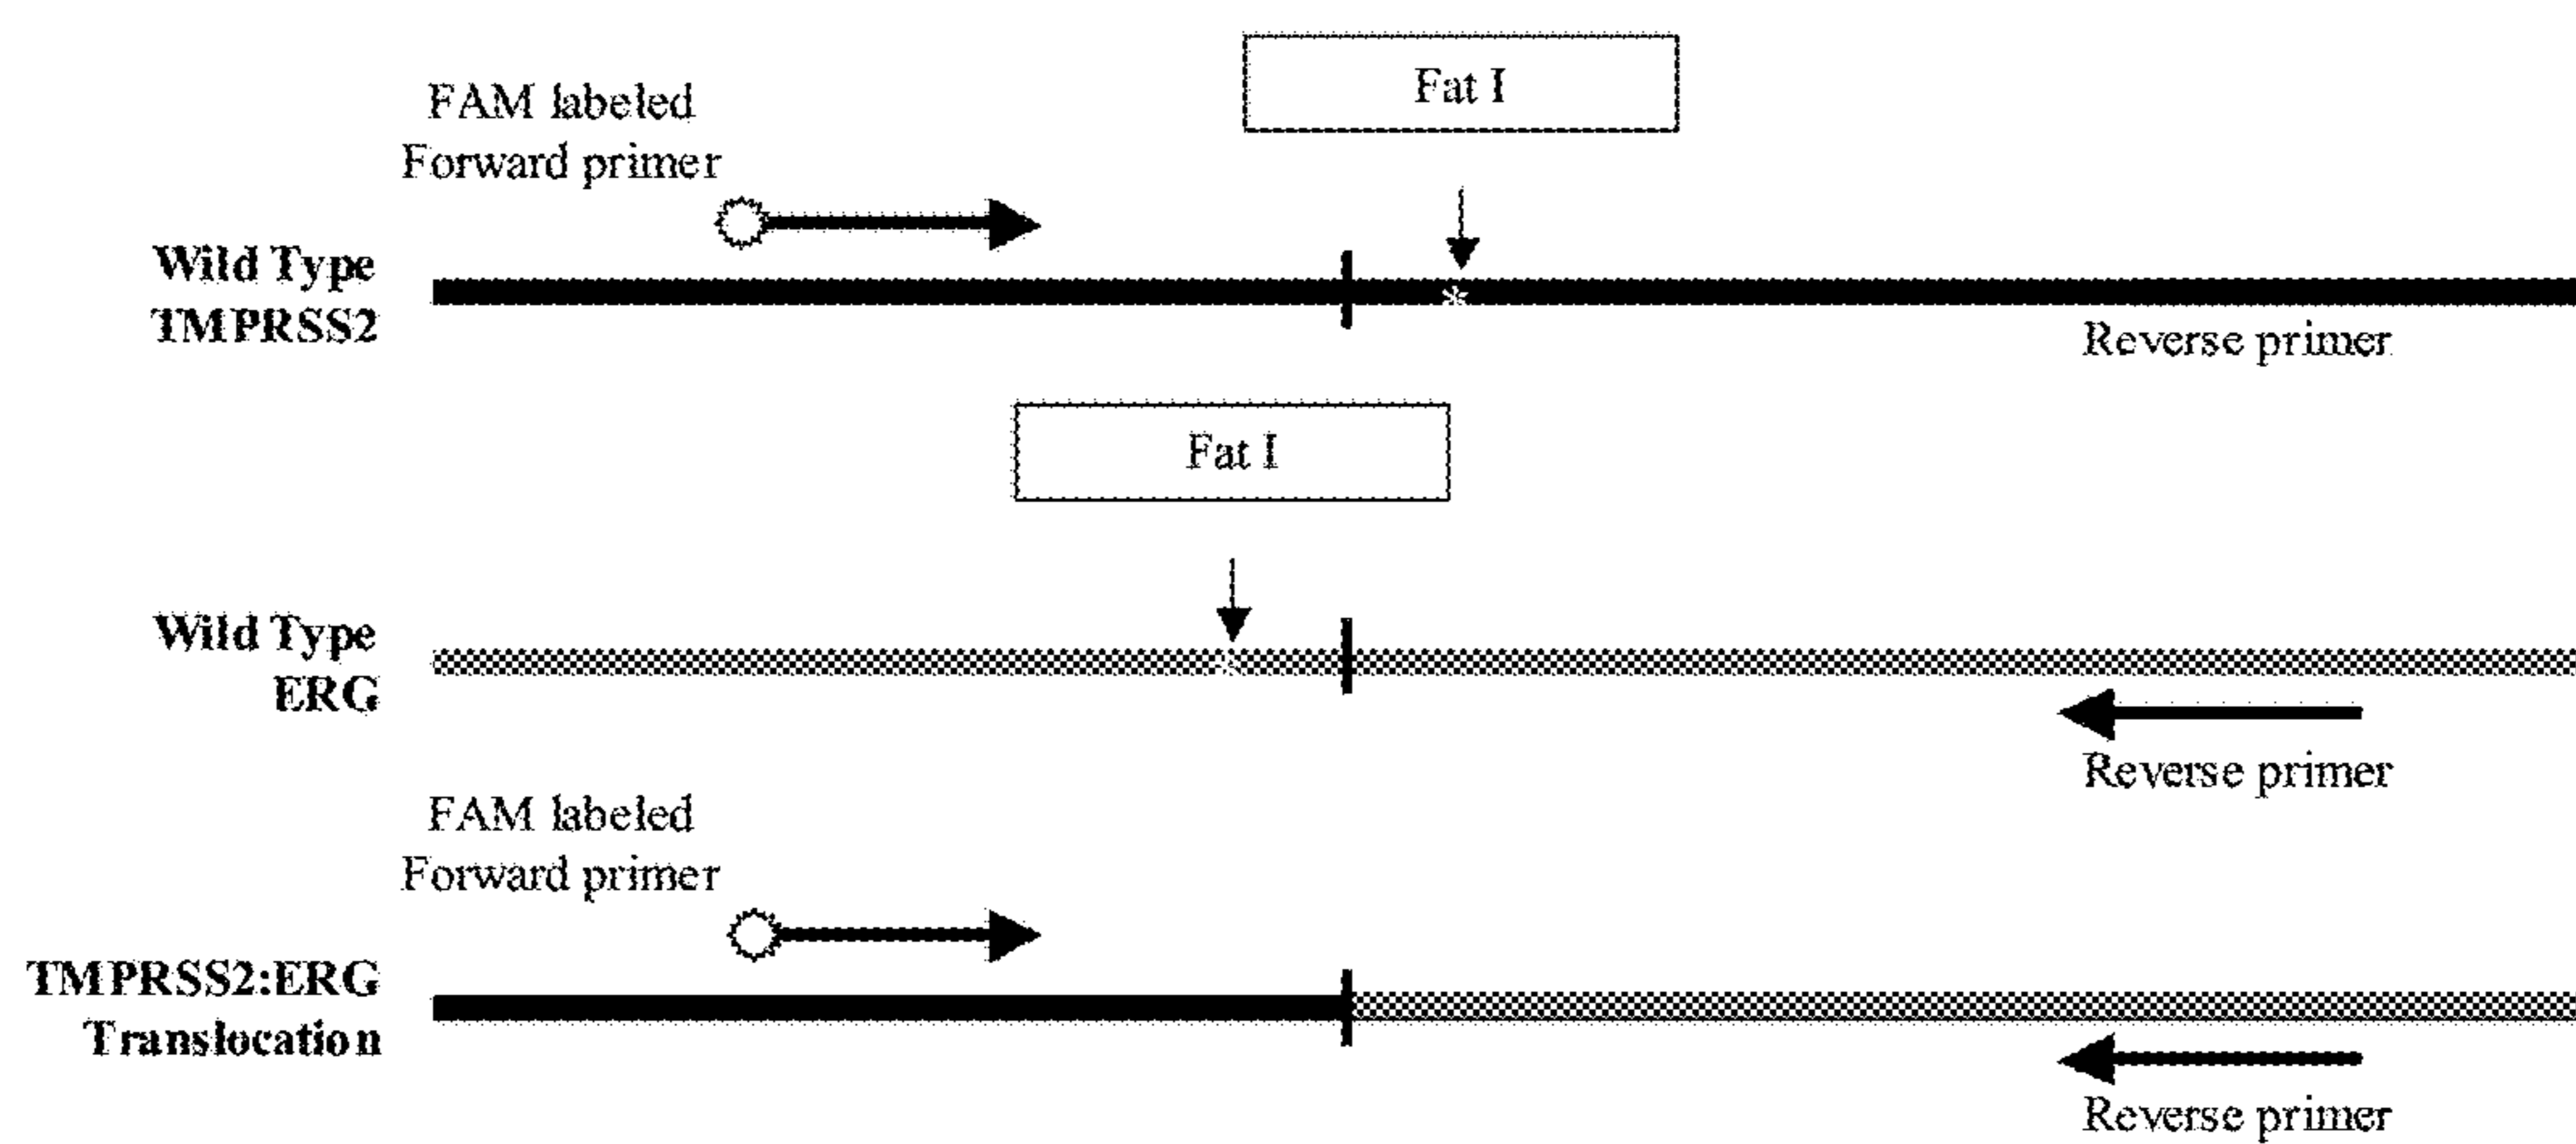 Fat I
FAM labeled
Forward primer
Wild Type
TMPRSS2
*
Reverse primer
Fat I
Wild Type
ERG
*
Reverse primer
FAM labeled
Forward primer
TMPRSS2:ERG
Translocation
Reverse primer